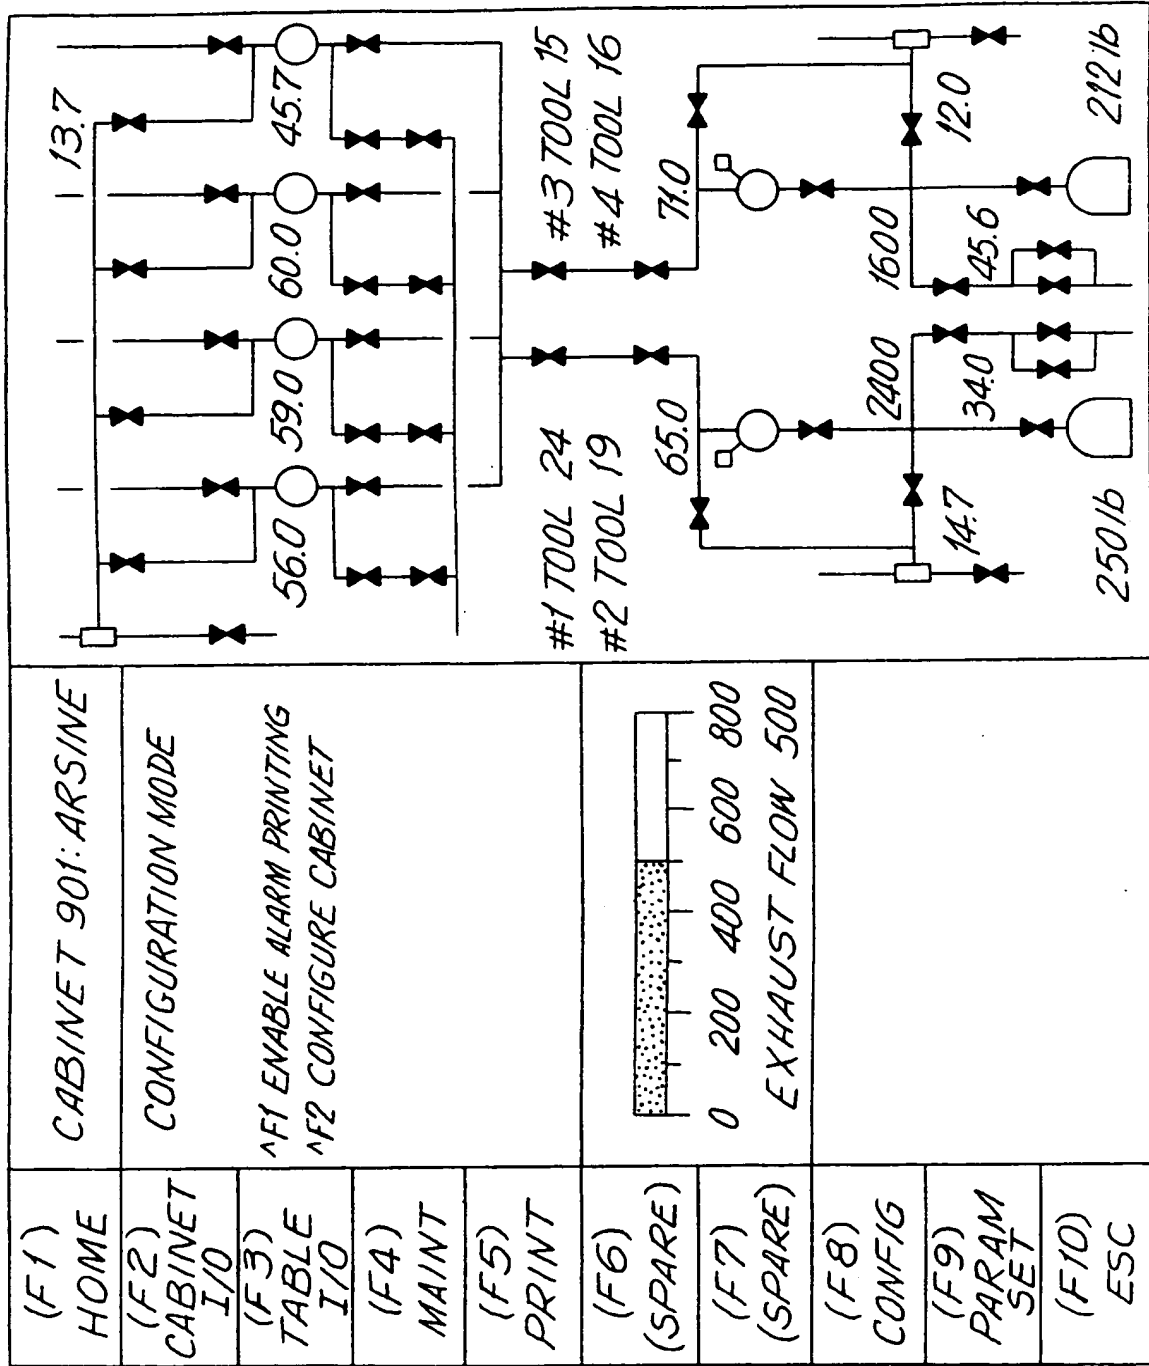 (F1)
HOME
(F2)
CABINET
I/O
(F3)
TABLE
I/O
(F4)
MAINT
(F5)
PRINT
(F6)
(SPARE)
(F7)
(SPARE)
(F8)
CONFIG
(F9)
PARAM
SET
(F10)
ESC
CABINET 901: ARSINE
CONFIGURATION MODE
^F1 ENABLE ALARM PRINTING
^F2 CONFIGURE CABINET
0 200 400 600 800
EXHAUST FLOW 500
13.7
56.0 59.0 60.0 45.7
#1 TOOL 24
#2 TOOL 19
#3 TOOL 15
#4 TOOL 16
65.0 71.0
2400 1600
14.7 34.0 45.6 12.0
250 lb 212 lb